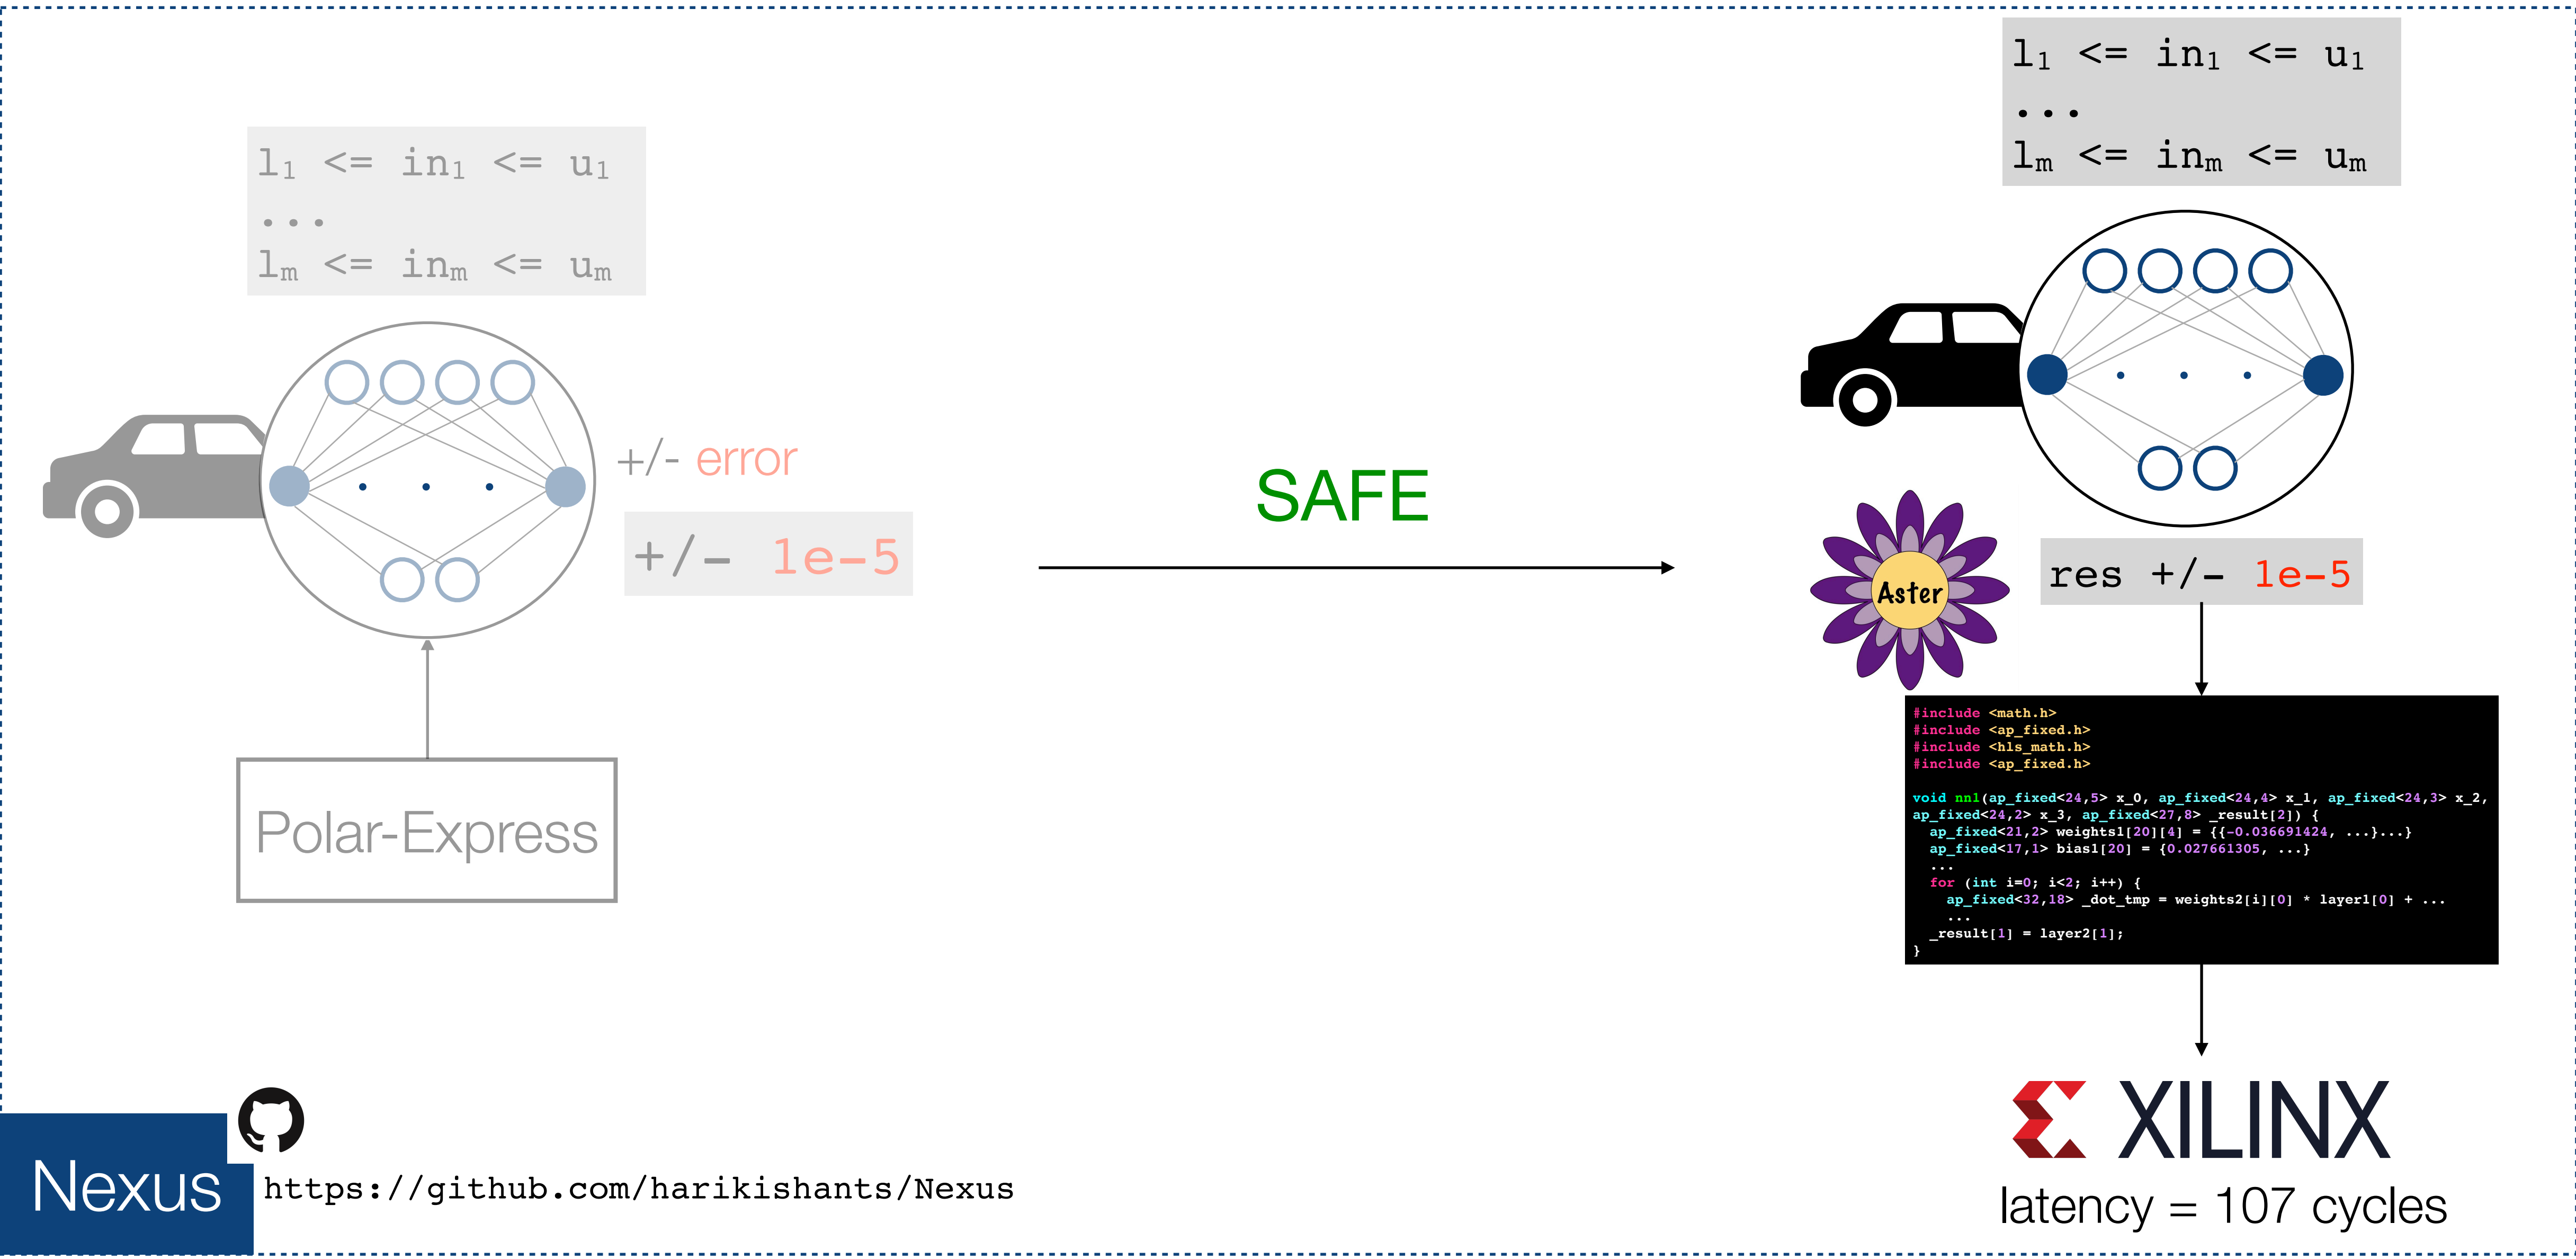 l₁ <= in₁ <= u₁
...
lₘ <= inₘ <= uₘ
+/- error
+/- 1e-5
Polar-Express
SAFE
l₁ <= in₁ <= u₁
...
lₘ <= inₘ <= uₘ
Aster
res +/- 1e-5
#include <math.h>
#include <ap_fixed.h>
#include <hls_math.h>
#include <ap_fixed.h>
void nn1(ap_fixed<24,5> x_0, ap_fixed<24,4> x_1, ap_fixed<24,3> x_2,
ap_fixed<24,2> x_3, ap_fixed<27,8> _result[2]) {
ap_fixed<21,2> weights1[20][4] = {{-0.036691424, ...}...}
ap_fixed<17,1> bias1[20] = {0.027661305, ...}
...
for (int i=0; i<2; i++) {
ap_fixed<32,18> _dot_tmp = weights2[i][0] * layer1[0] + ...
...
_result[1] = layer2[1];
}
XILINX
latency = 107 cycles
Nexus
https://github.com/harikishants/Nexus